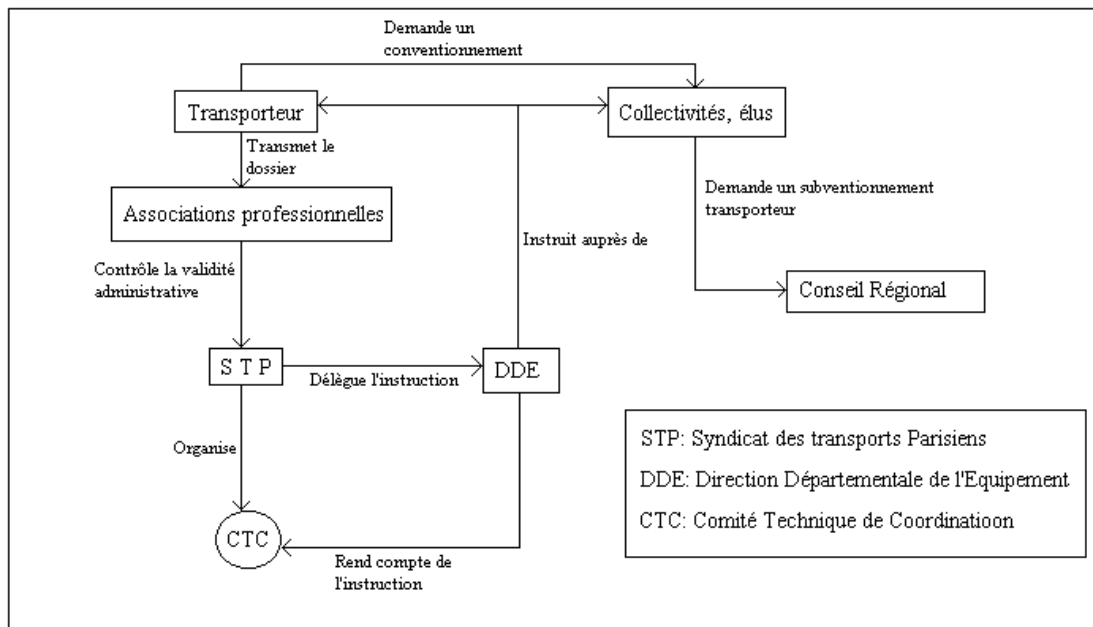 Demande un
conventionnement
Transporteur
Collectivités, élus
Transmet le
dossier
Associations professionnelles
Demande un subventionnement
transporteur
Instruit auprès de
Contrôle la validité
administrative
Conseil Régional
S T P
Délègue l'instruction
DDE
Organise
STP: Syndicat des transports Parisiens
DDE: Direction Départementale de l'Equipement
CTC: Comité Technique de Coordinatioon
CTC
Rend compte de
l'instruction